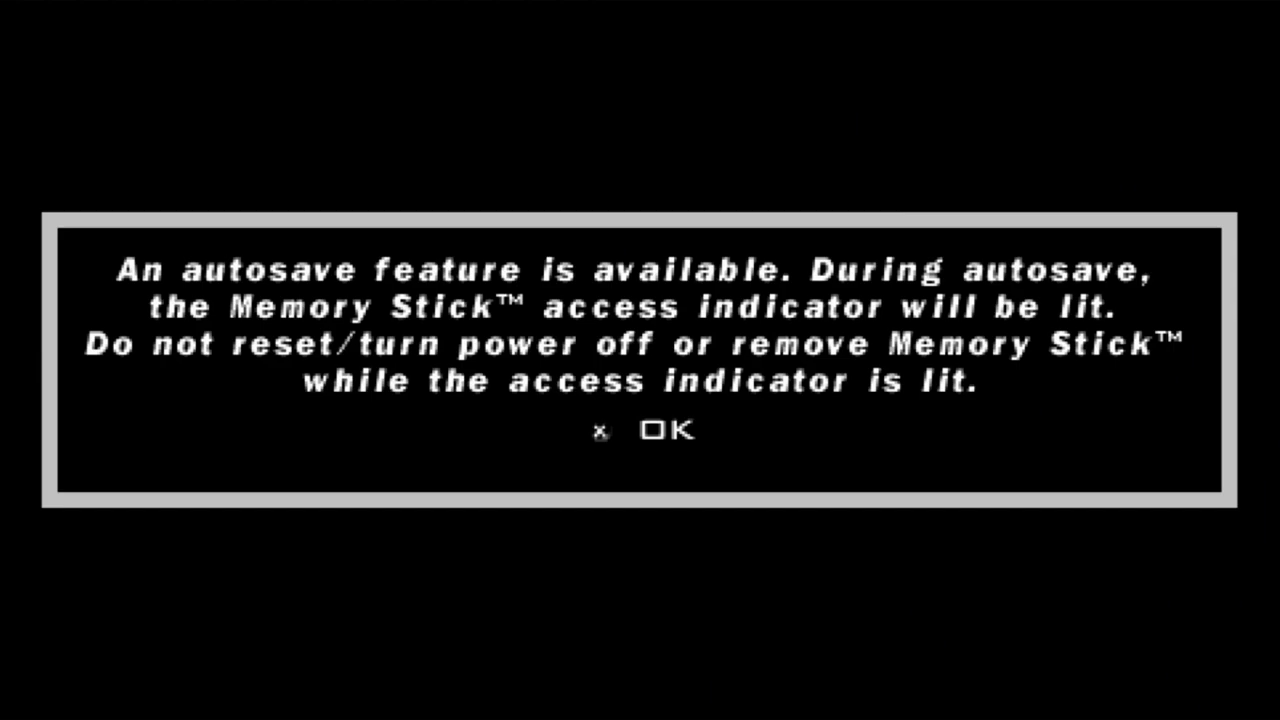 An autosave feature is available. During autosave,
the Memory Stick™ access indicator will be lit.
Do not reset/turn power off or remove Memory Stick™
while the access indicator is lit.
x OK